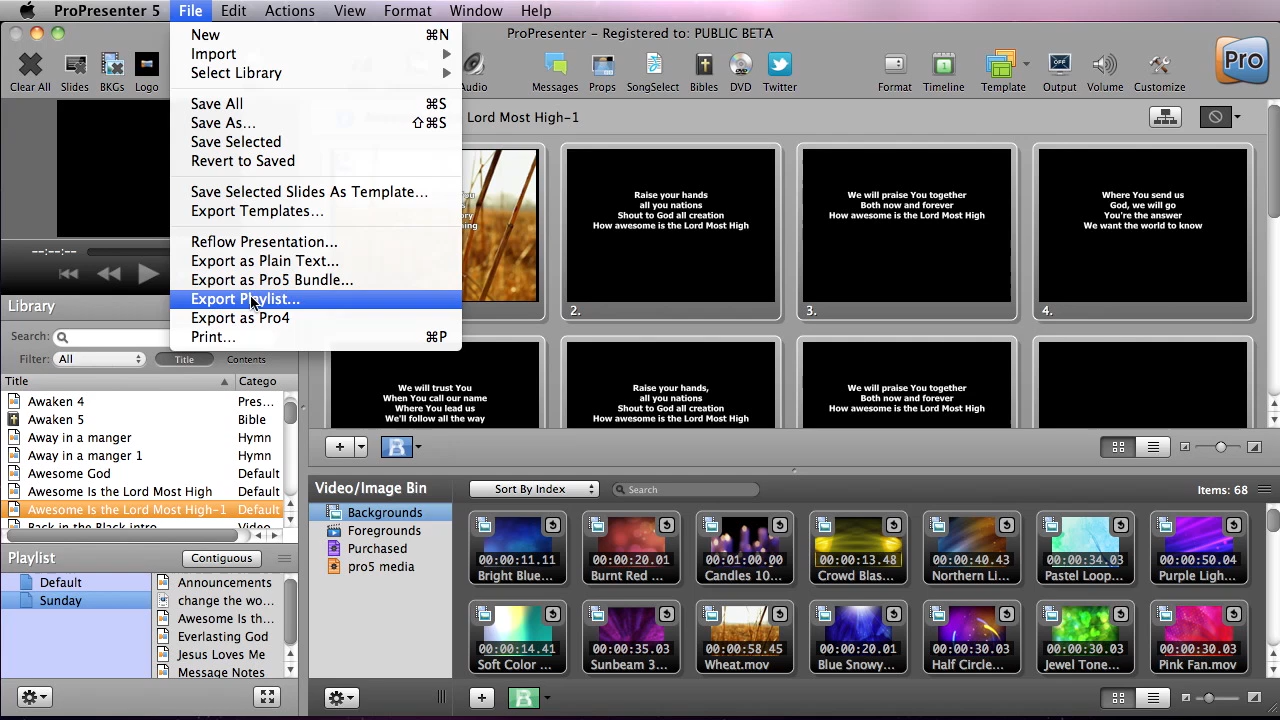 ProPresenter 5 File Edit Actions View Format Window Help
ProPresenter – Registered to: PUBLIC BETA
Clear All Slides BKGs Logo Audio Messages Props SongSelect Bibles DVD Twitter Format Timeline Template Output Volume Customize
Pro
New ⌘N
Import
Select Library
Save All ⌘S
Save As... ⇧⌘S
Save Selected
Revert to Saved
Save Selected Slides As Template...
Export Templates...
Reflow Presentation...
Export as Plain Text...
Export as Pro5 Bundle...
Export Playlist...
Export as Pro4
Print... ⌘P
--:--:--
Lord Most High-1
Raise your hands
all you nations
Shout to God all creation
How awesome is the Lord Most High
2.
We will praise You together
Both now and forever
How awesome is the Lord Most High
3.
Where You send us
God, we will go
You're the answer
We want the world to know
4.
We will trust You
When You call our name
Where You lead us
We'll follow all the way
Raise your hands,
all you nations
Shout to God all creation
How awesome is the Lord Most High
We will praise You together
Both now and forever
How awesome is the Lord Most High
Library
Search:
Filter: All Title Contents
Title Catego
Awaken 4 Pres...
Awaken 5 Bible
Away in a manger Hymn
Away in a manger 1 Hymn
Awesome God Default
Awesome Is the Lord Most High Default
Awesome Is the Lord Most High-1 Default
Back in the Black intro Video
Playlist Contiguous
Default
Sunday
Announcements
change the wo...
Awesome Is th...
Everlasting God
Jesus Loves Me
Message Notes
Video/Image Bin Sort By Index Search Items: 68
Backgrounds
Foregrounds
Purchased
pro5 media
00:00:11.11 00:00:20.01 00:01:00.00 00:00:13.48 00:00:40.43 00:00:34.03 00:00:50.04
Bright Blue... Burnt Red ... Candles 10... Crowd Blas... Northern Li... Pastel Loop... Purple Ligh...
00:00:14.41 00:00:35.03 00:00:58.45 00:00:20.01 00:00:30.03 00:00:30.03 00:00:30.03
Soft Color ... Sunbeam 3... Wheat.mov Blue Snowy... Half Circle... Jewel Tone... Pink Fan.mov